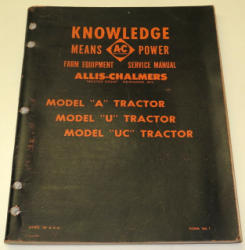 KNOWLEDGE
MEANS A-C POWER
FARM EQUIPMENT SERVICE MANUAL
ALLIS-CHALMERS
MODEL "A" TRACTOR
MODEL "U" TRACTOR
MODEL "UC" TRACTOR